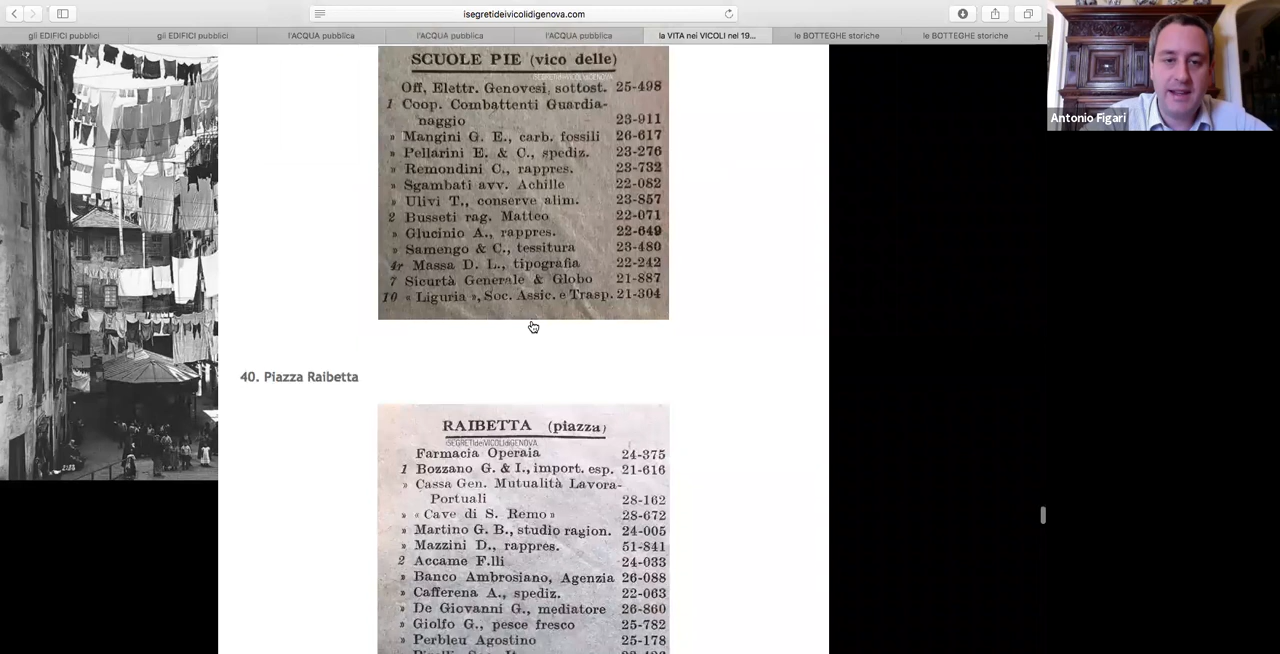 isegretideivicolidigenova.com
gli EDIFICI pubblici
gli EDIFICI pubblici
l'ACQUA pubblica
l'ACQUA pubblica
l'ACQUA pubblica
la VITA nei VICOLI nel 19...
le BOTTEGHE storiche
le BOTTEGHE storiche
Antonio Figari
SCUOLE PIE (vico delle)
iSEGRETIdeiVICOLIdiGENOVA
Off, Elettr. Genovesi, sottost. 25-498
1 Coop. Combattenti Guardia-
naggio 23-911
» Mangini G. E., carb. fossili 26-617
» Pellarini E. & C., spediz. 23-276
» Remondini C., rappres. 23-732
» Sgambati avv. Achille 22-082
» Ulivi T., conserve alim. 23-857
2 Busseti rag. Matteo 22-071
» Glucinio A., rappres. 22-649
» Samengo & C., tessitura 23-480
4r Massa D. L., tipografia 22-242
7 Sicurtà Generale & Globo 21-887
10 « Liguria », Soc. Assic. e Trasp. 21-304
40. Piazza Raibetta
RAIBETTA (piazza)
iSEGRETIdeiVICOLIdiGENOVA
Farmacia Operaia 24-375
1 Bozzano G. & I., import. esp. 21-616
» Cassa Gen. Mutualità Lavora-
Portuali 28-162
» « Cave di S. Remo » 28-672
» Martino G. B., studio ragion. 24-005
» Mazzini D., rappres. 51-841
2 Accame F.lli 24-033
» Banco Ambrosiano, Agenzia 26-088
» Cafferena A., spediz. 22-063
» De Giovanni G., mediatore 26-860
» Giolfo G., pesce fresco 25-782
» Perbleu Agostino 25-178